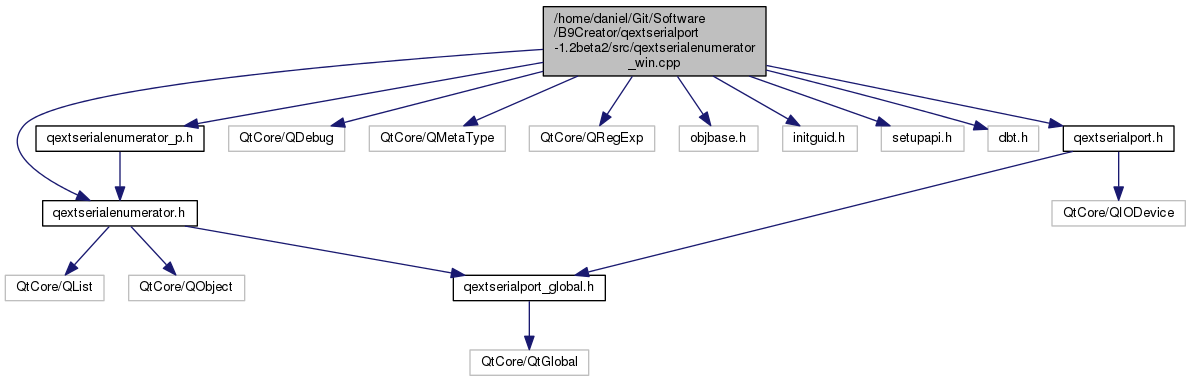 /home/daniel/Git/Software
/B9Creator/qextserialport
-1.2beta2/src/qextserialenumerator
_win.cpp
qextserialenumerator_p.h
QtCore/QDebug
QtCore/QMetaType
QtCore/QRegExp
objbase.h
initguid.h
setupapi.h
dbt.h
qextserialport.h
qextserialenumerator.h
QtCore/QIODevice
QtCore/QList
QtCore/QObject
qextserialport_global.h
QtCore/QtGlobal